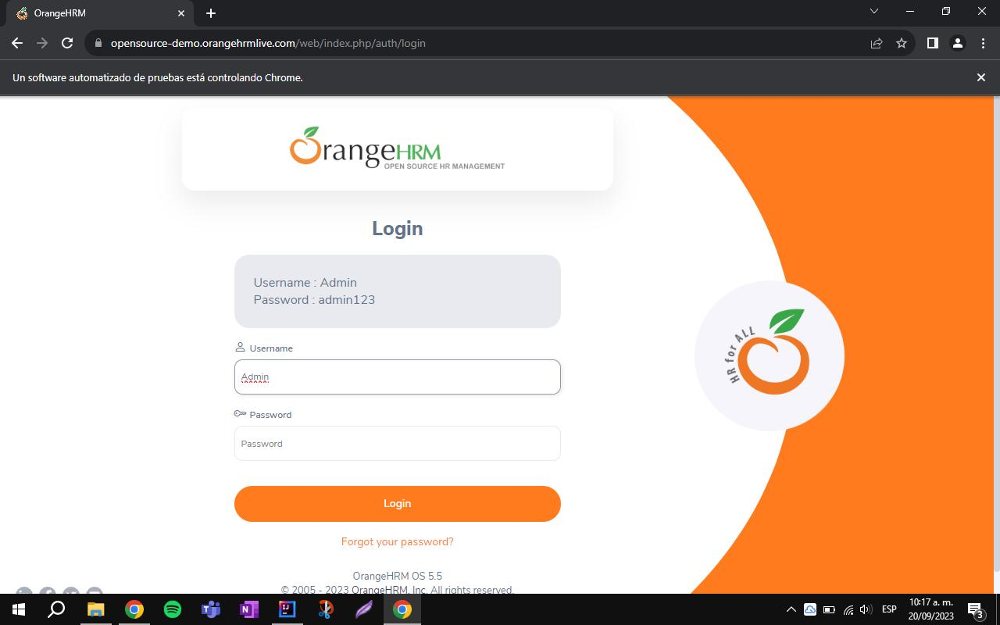 OrangeHRM
opensource-demo.orangehrmlive.com/web/index.php/auth/login
Un software automatizado de pruebas está controlando Chrome.
OrangeHRM
OPEN SOURCE HR MANAGEMENT
Login
Username : Admin
Password : admin123
Username
Admin
Password
Password
Login
Forgot your password?
OrangeHRM OS 5.5
© 2005 - 2023 OrangeHRM, Inc. All rights reserved.
HR for ALL
ESP
10:17 a. m.
20/09/2023
3